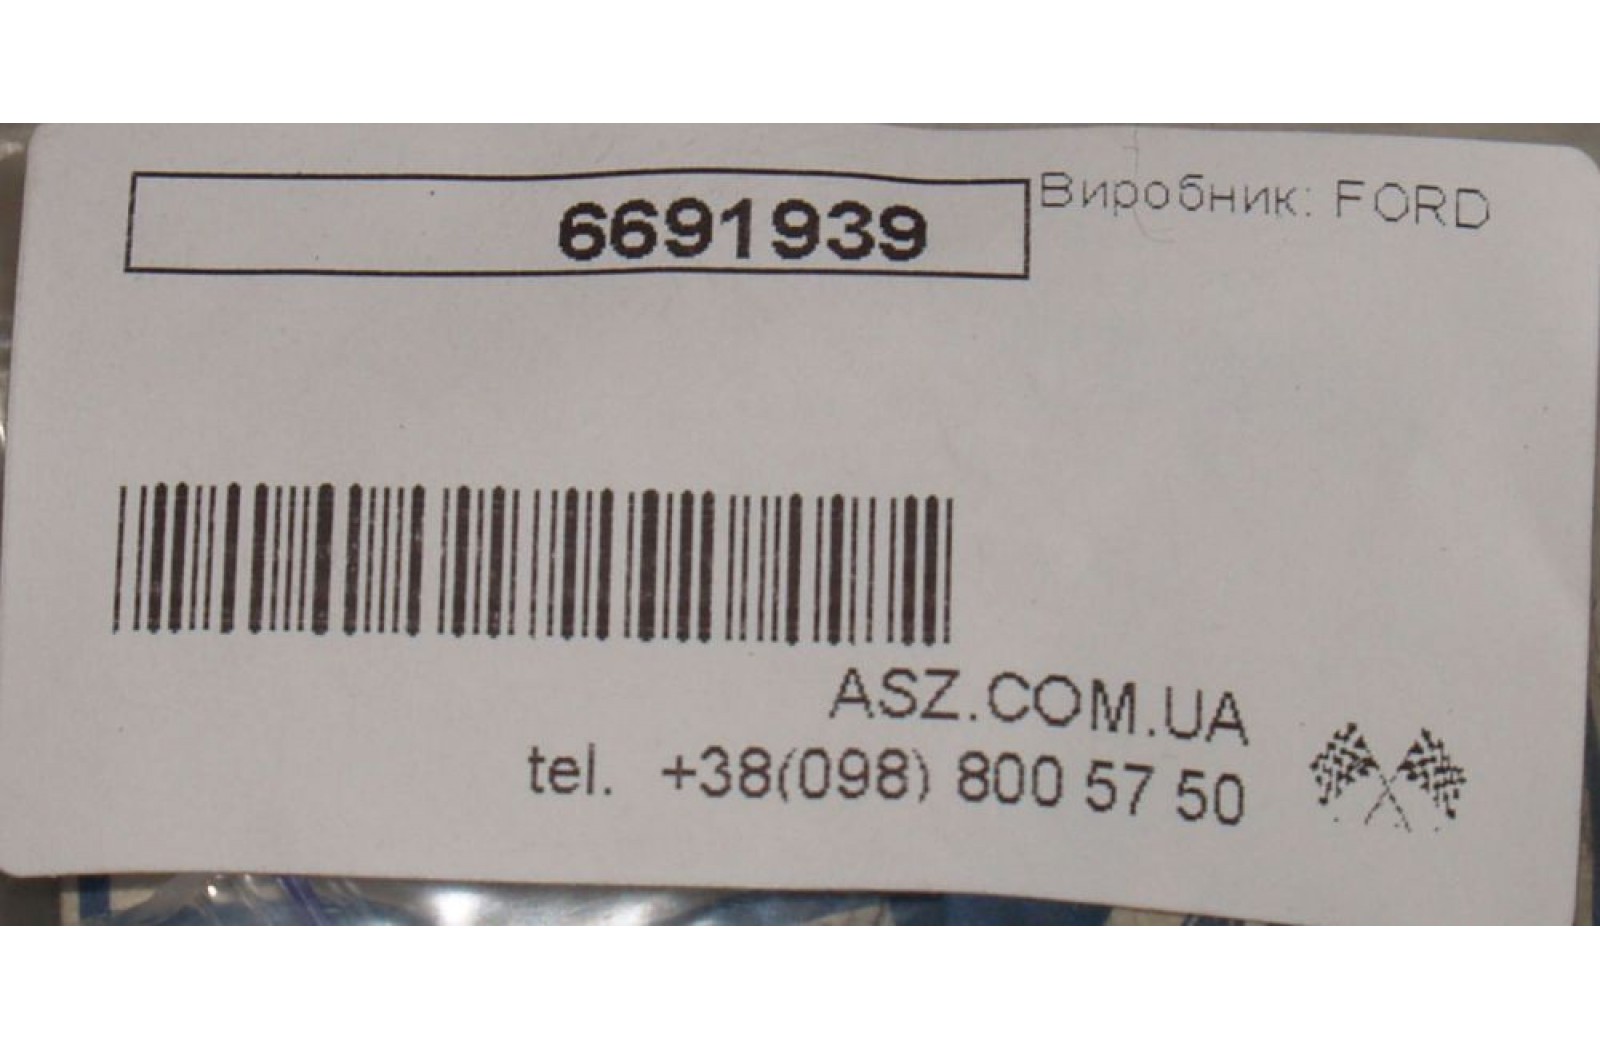 6691939
Виробник: FORD
ASZ.COM.UA
tel. +38(098) 800 57 50